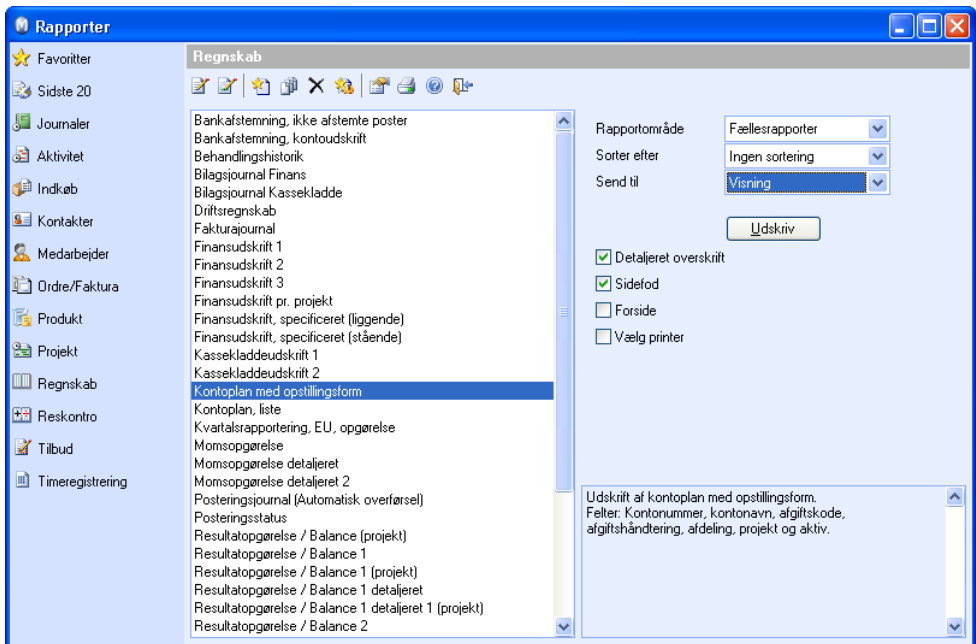 Rapporter
Favoritter
Sidste 20
Journaler
Aktivitet
Indkøb
Kontakter
Medarbejder
Ordre/Faktura
Produkt
Projekt
Regnskab
Reskontro
Tilbud
Timeregistrering
Regnskab
Bankafstemning, ikke afstemte poster
Bankafstemning, kontoudskrift
Behandlingshistorik
Bilagsjournal Finans
Bilagsjournal Kassekladde
Driftsregnskab
Fakturajournal
Finansudskrift 1
Finansudskrift 2
Finansudskrift 3
Finansudskrift pr. projekt
Finansudskrift, specificeret (liggende)
Finansudskrift, specificeret (stående)
Kassekladdeudskrift 1
Kassekladdeudskrift 2
Kontoplan med opstillingsform
Kontoplan, liste
Kvartalsrapportering, EU, opgørelse
Momsopgørelse
Momsopgørelse detaljeret
Momsopgørelse detaljeret 2
Posteringsjournal (Automatisk overførsel)
Posteringsstatus
Resultatopgørelse / Balance (projekt)
Resultatopgørelse / Balance 1
Resultatopgørelse / Balance 1 (projekt)
Resultatopgørelse / Balance 1 detaljeret
Resultatopgørelse / Balance 1 detaljeret 1 (projekt)
Resultatopgørelse / Balance 2
Rapportområde Fællesrapporter
Sorter efter Ingen sortering
Send til Visning
Udskriv
Detaljeret overskrift
Sidefod
Forside
Vælg printer
Udskrift af kontoplan med opstillingsform.
Felter: Kontonummer, kontonavn, afgiftskode,
afgiftshåndtering, afdeling, projekt og aktiv.